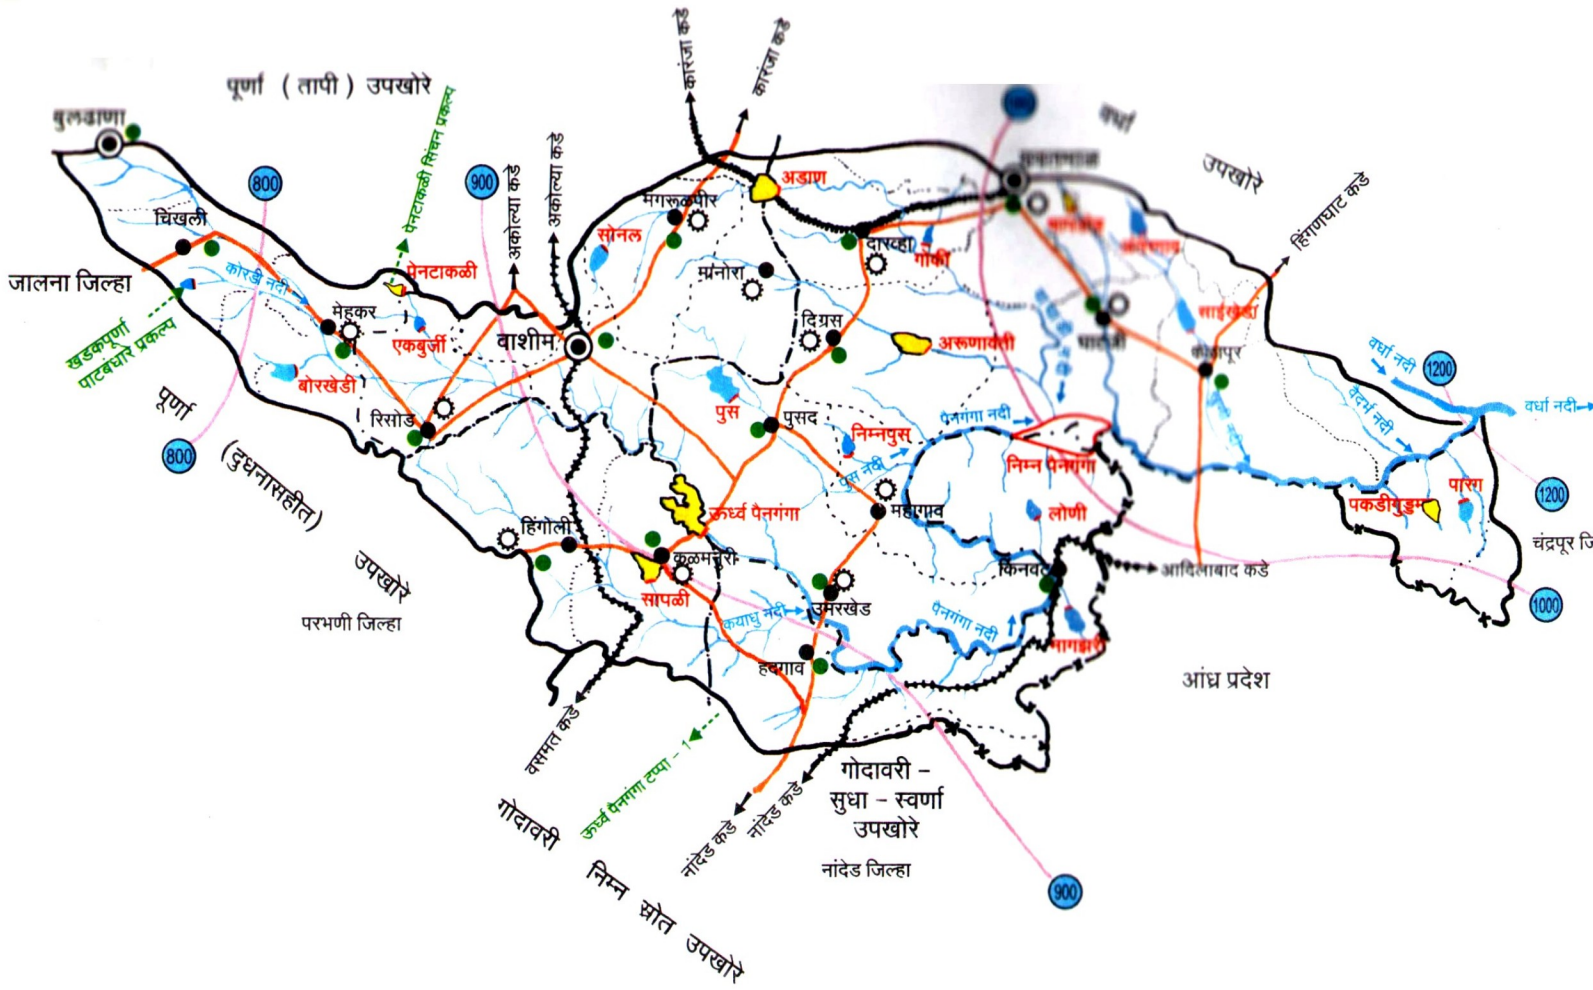 कारंजा कडे
कारंजा कडे
पूर्णा ( तापी ) उपखोरे
बुलढाणा
पेनटाकळी सिंचन प्रकल्प
वर्धा
उपखोरे
800
900
अकोल्या कडे
अकोल्या कडे
अडाण
मंगरूळपीर
सोनल
चिखली
जालना जिल्हा
कोरडी नदी
पेनटाकळी
मानोरा
दारव्हा
गोकी
हिंगणघाट कडे
खडकपूर्णा
पाटबंधारे प्रकल्प
मेहकर
एकबुर्जी
वाशीम
दिग्रस
अरूणावती
साईखेडा
वर्धा नदी
1200
वर्धा नदी
बोरखेडी
रिसोड
पूर्णा
800
(दुधनासहीत)
उपखोरे
पुस
पुसद
निम्नपुस
पुस नदी
पैनगंगा नदी
निम्न पैनगंगा
वैदर्भ नदी
1200
पकडीगुड्डम
पारग
हिंगोली
ऊर्ध्व पैनगंगा
महागाव
लोणी
चंद्रपूर जि
कळमनुरी
सापळी
उमरखेड
किनवट
आदिलाबाद कडे
1000
परभणी जिल्हा
कयाधु नदी
पैनगंगा नदी
नागझरी
हदगाव
आंध्र प्रदेश
वसमत कडे
ऊर्ध्व पैनगंगा टप्पा - 1
नांदेड कडे
नांदेड कडे
गोदावरी -
सुधा - स्वर्णा
उपखोरे
नांदेड जिल्हा
900
गोदावरी
निम्न स्रोत उपखोरे